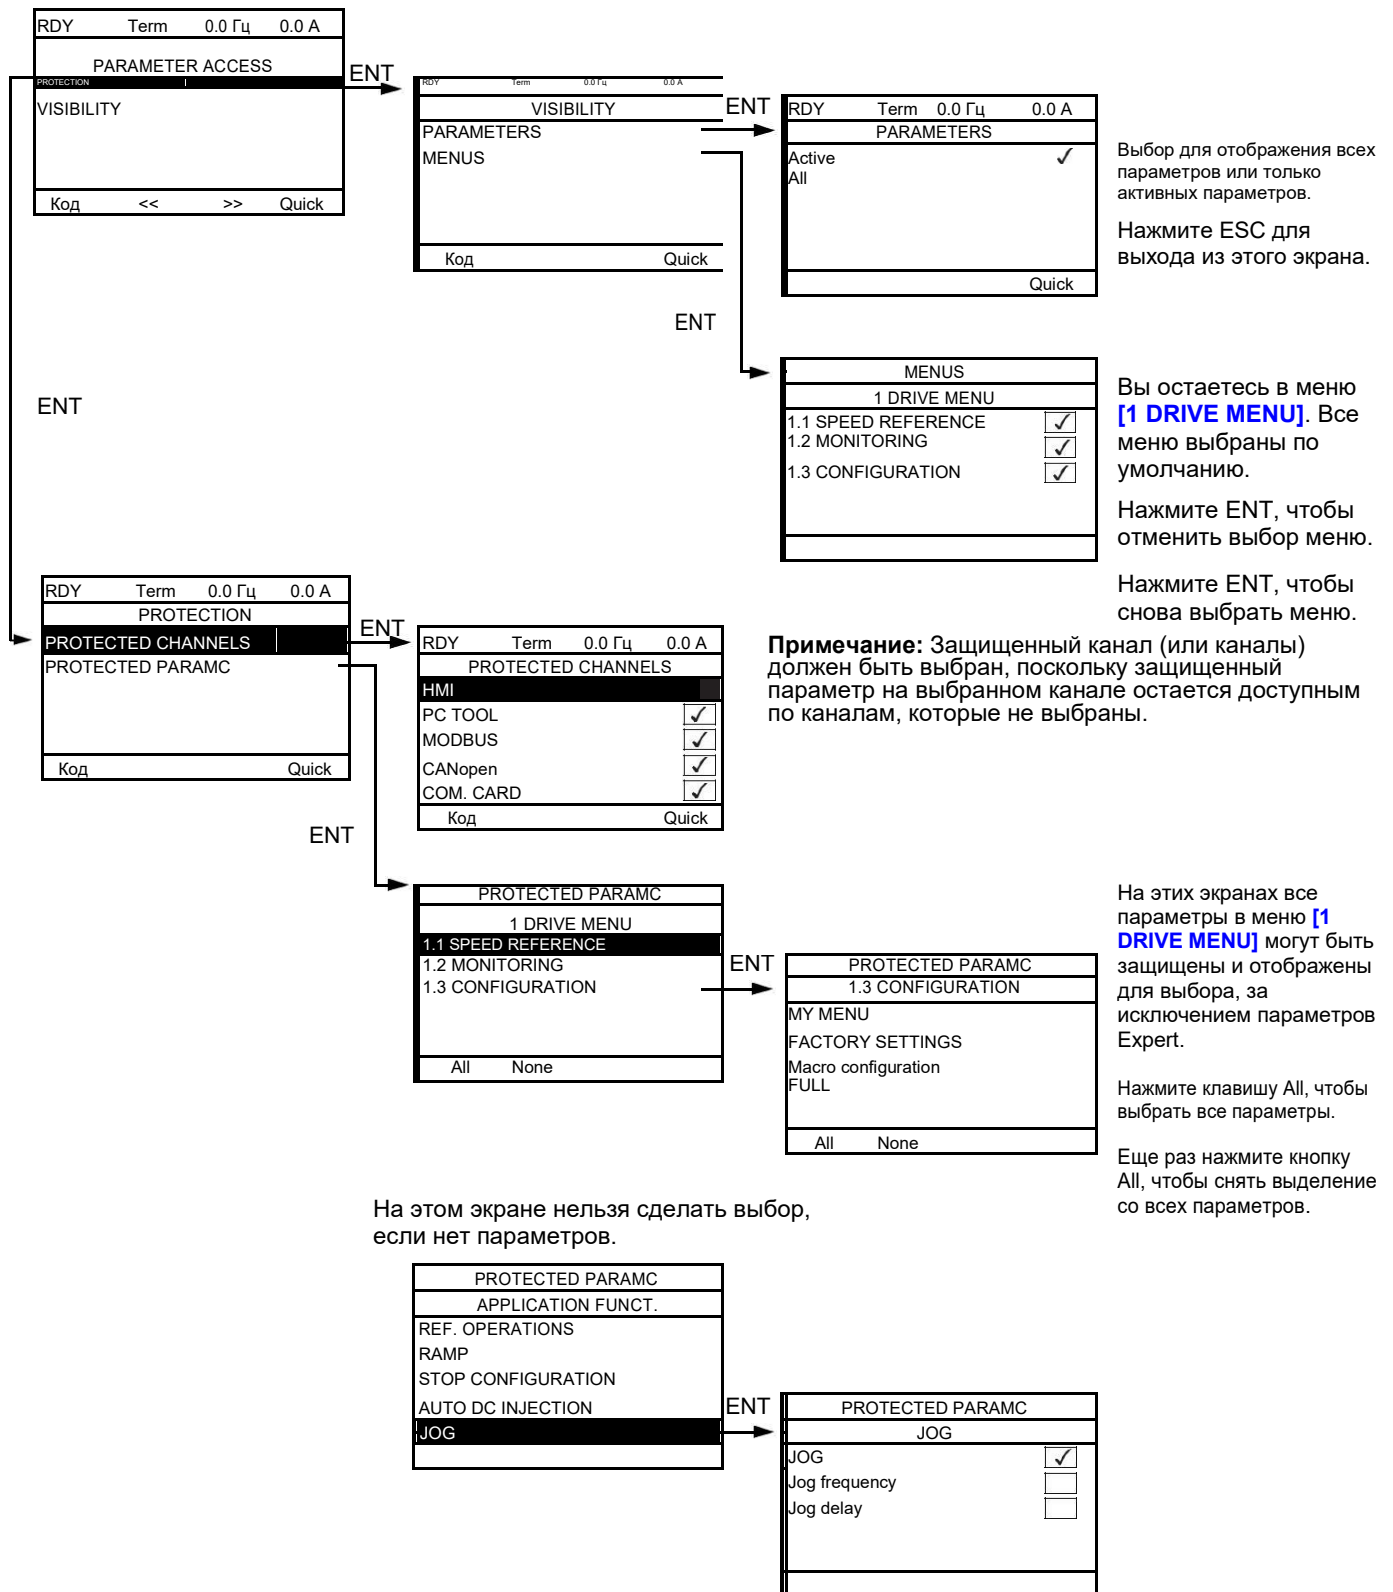 RDY Term 0.0 Гц 0.0 A
PARAMETER ACCESS
PROTECTION
VISIBILITY
Код << >> Quick
ENT
RDY Term 0.0 Гц 0.0 A
VISIBILITY
PARAMETERS
MENUS
Код Quick
ENT
RDY Term 0.0 Гц 0.0 A
PARAMETERS
Active
All
Quick
Выбор для отображения всех
параметров или только
активных параметров.
Нажмите ESC для
выхода из этого экрана.
ENT
ENT
MENUS
1 DRIVE MENU
1.1 SPEED REFERENCE
1.2 MONITORING
1.3 CONFIGURATION
Вы остаетесь в меню
[1 DRIVE MENU]. Все
меню выбраны по
умолчанию.
Нажмите ENT, чтобы
отменить выбор меню.
Нажмите ENT, чтобы
снова выбрать меню.
RDY Term 0.0 Гц 0.0 A
PROTECTION
PROTECTED CHANNELS
PROTECTED PARAMC
Код Quick
ENT
RDY Term 0.0 Гц 0.0 A
PROTECTED CHANNELS
HMI
PC TOOL
MODBUS
CANopen
COM. CARD
Код Quick
Примечание: Защищенный канал (или каналы)
должен быть выбран, поскольку защищенный
параметр на выбранном канале остается доступным
по каналам, которые не выбраны.
ENT
PROTECTED PARAMC
1 DRIVE MENU
1.1 SPEED REFERENCE
1.2 MONITORING
1.3 CONFIGURATION
All None
ENT
PROTECTED PARAMC
1.3 CONFIGURATION
MY MENU
FACTORY SETTINGS
Macro configuration
FULL
All None
На этих экранах все
параметры в меню [1
DRIVE MENU] могут быть
защищены и отображены
для выбора, за
исключением параметров
Expert.
Нажмите клавишу All, чтобы
выбрать все параметры.
Еще раз нажмите кнопку
All, чтобы снять выделение
со всех параметров.
На этом экране нельзя сделать выбор,
если нет параметров.
PROTECTED PARAMC
APPLICATION FUNCT.
REF. OPERATIONS
RAMP
STOP CONFIGURATION
AUTO DC INJECTION
JOG
ENT
PROTECTED PARAMC
JOG
JOG
Jog frequency
Jog delay